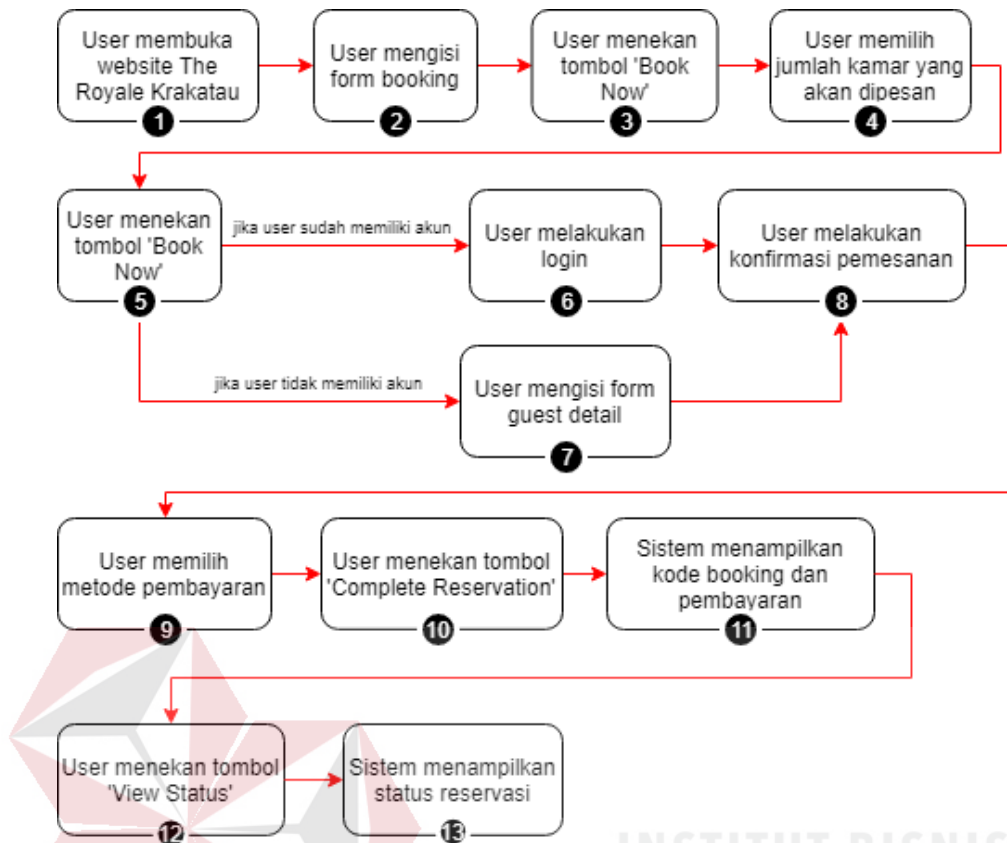 User membuka
website The
Royale Krakatau
1
User mengisi
form booking
2
User menekan
tombol 'Book
Now'
3
User memilih
jumlah kamar yang
akan dipesan
4
User menekan
tombol 'Book
Now'
5
jika user sudah memiliki akun
User melakukan
login
6
User melakukan
konfirmasi pemesanan
8
jika user tidak memiliki akun
User mengisi form
guest detail
7
User memilih
metode pembayaran
9
User menekan tombol
'Complete Reservation'
10
Sistem menampilkan
kode booking dan
pembayaran
11
User menekan tombol
'View Status'
12
Sistem menampilkan
status reservasi
13
INSTITUT BISNIS